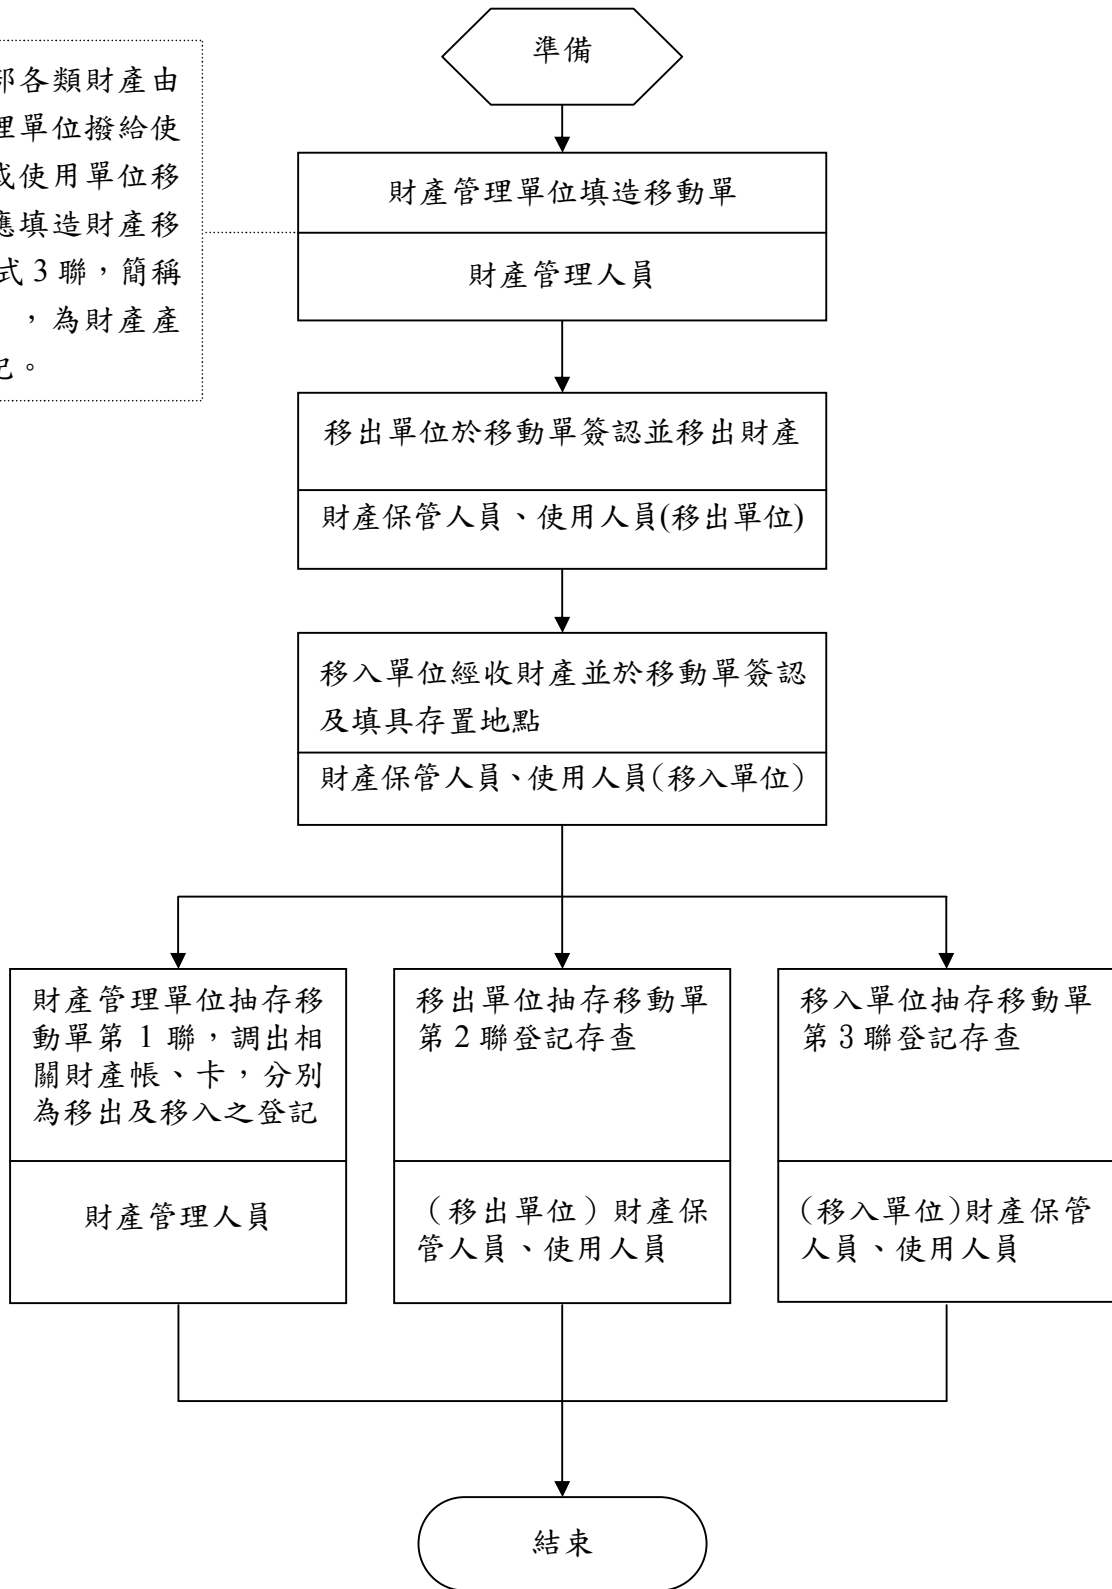 準備
部各類財產由
理單位撥給使
或使用單位移
應填造財產移
式 3 聯，簡稱
），為財產產
記。
財產管理單位填造移動單
財產管理人員
移出單位於移動單簽認並移出財產
財產保管人員、使用人員(移出單位)
移入單位經收財產並於移動單簽認
及填具存置地點
財產保管人員、使用人員（移入單位）
財產管理單位抽存移
動單第 1 聯，調出相
關財產帳、卡，分別
為移出及移入之登記
財產管理人員
移出單位抽存移動單
第 2 聯登記存查
（移出單位）財產保
管人員、使用人員
移入單位抽存移動單
第 3 聯登記存查
（移入單位）財產保管
人員、使用人員
結束